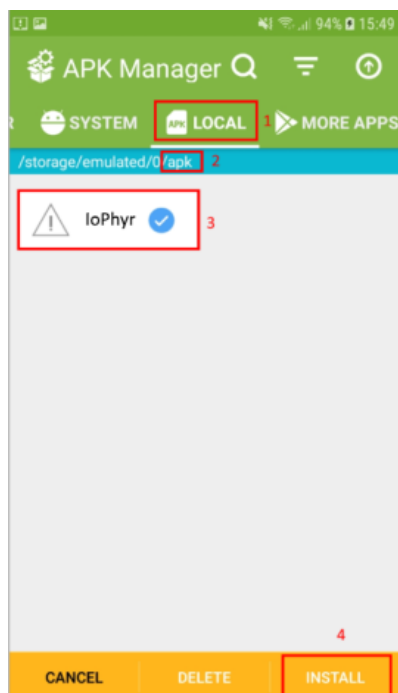 94% 15:49
APK Manager
SYSTEM APK LOCAL 1 MORE APPS
/storage/emulated/0/apk 2
IoPhyr 3
4
CANCEL DELETE INSTALL